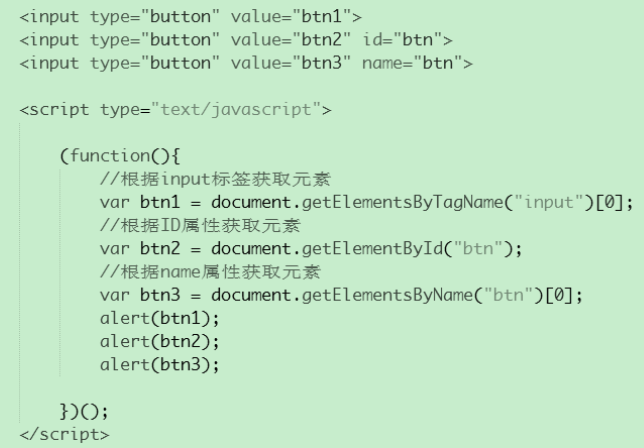 <input type="button" value="btn1">
<input type="button" value="btn2" id="btn">
<input type="button" value="btn3" name="btn">
<script type="text/javascript">
(function(){
//根据input标签获取元素
var btn1 = document.getElementsByTagName("input")[0];
//根据ID属性获取元素
var btn2 = document.getElementById("btn");
//根据name属性获取元素
var btn3 = document.getElementsByName("btn")[0];
alert(btn1);
alert(btn2);
alert(btn3);
})();
</script>